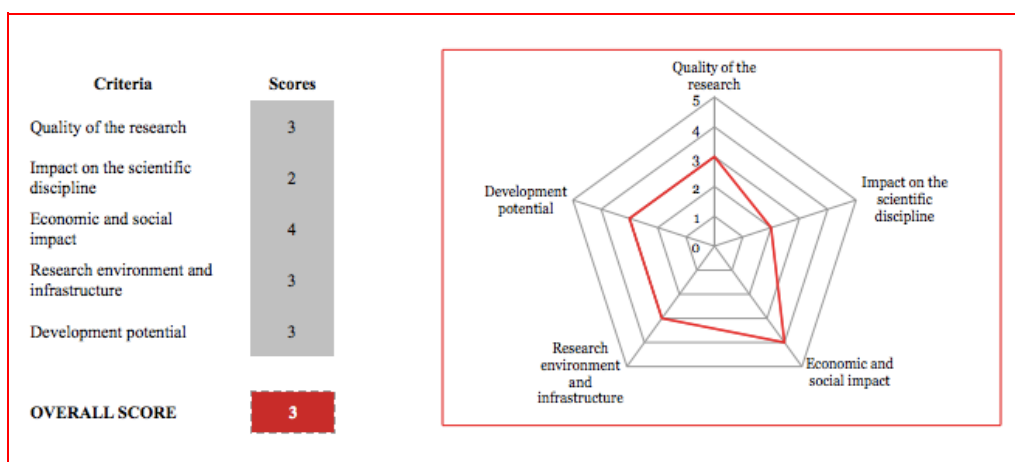 Criteria Scores
Quality of the research 3
Impact on the scientific
discipline 2
Economic and social
impact 4
Research environment and
infrastructure 3
Development potential 3
OVERALL SCORE 3
Quality of the
research
5
4
3
2
1
0
Impact on the
scientific
discipline
Economic and
social impact
Research
environment
and
infrastructure
Development
potential